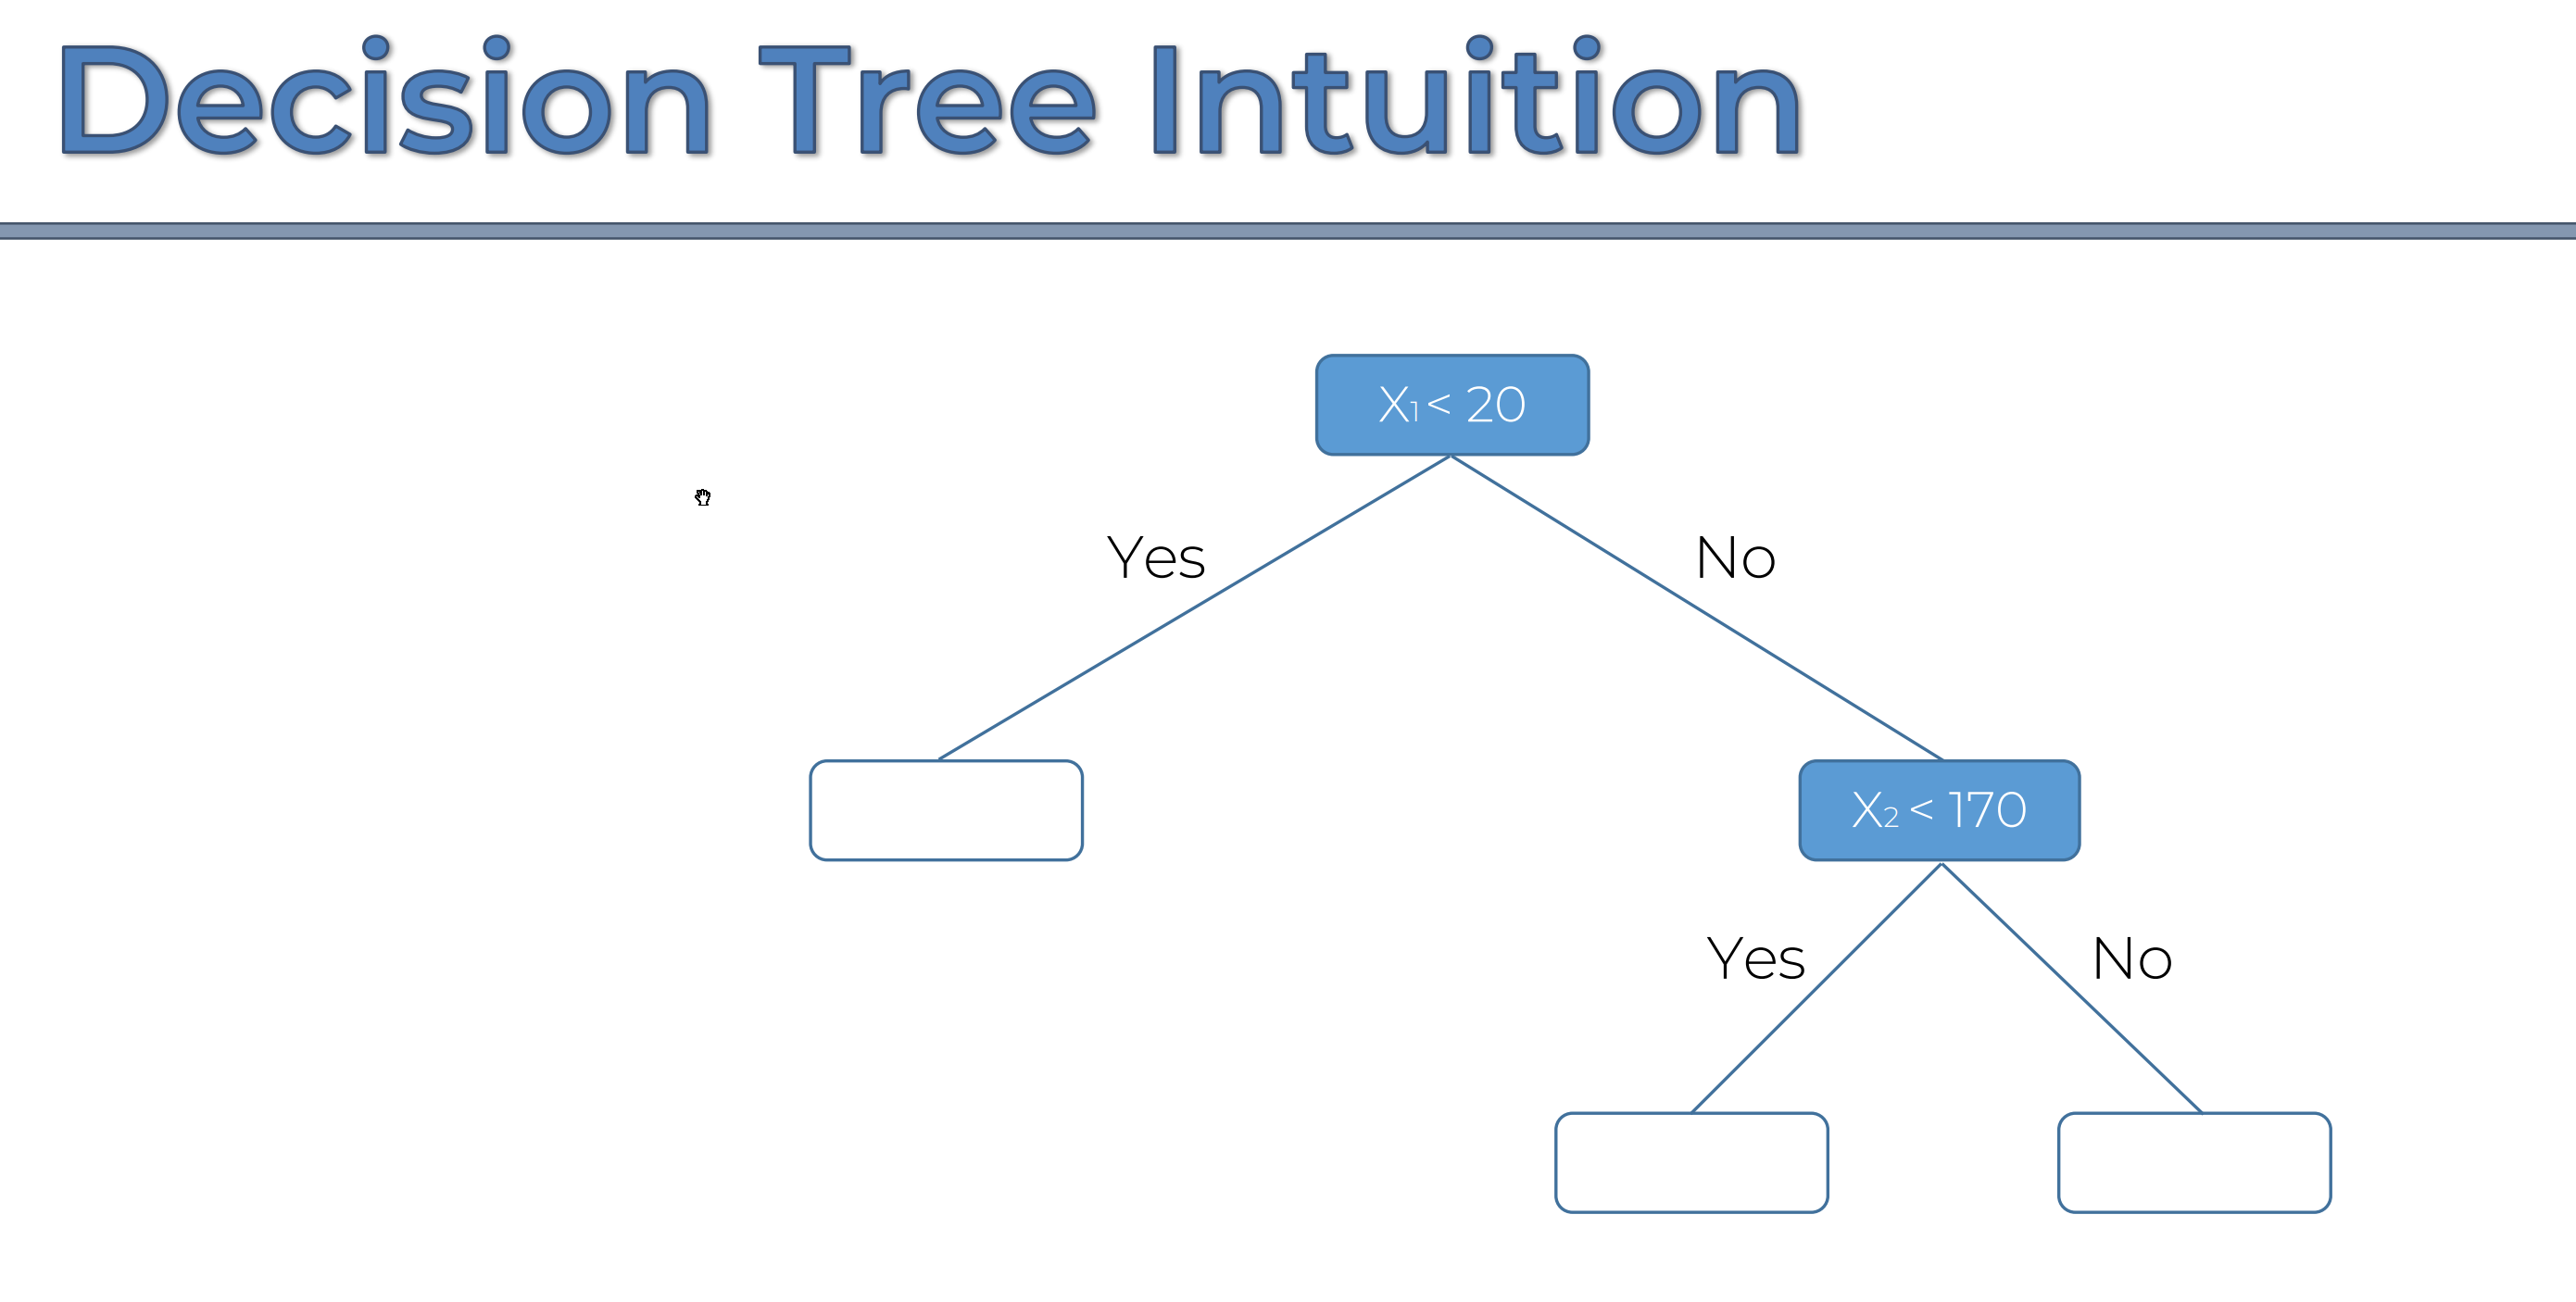 Decision Tree Intuition
X₁ < 20
Yes
No
X₂ < 170
Yes
No